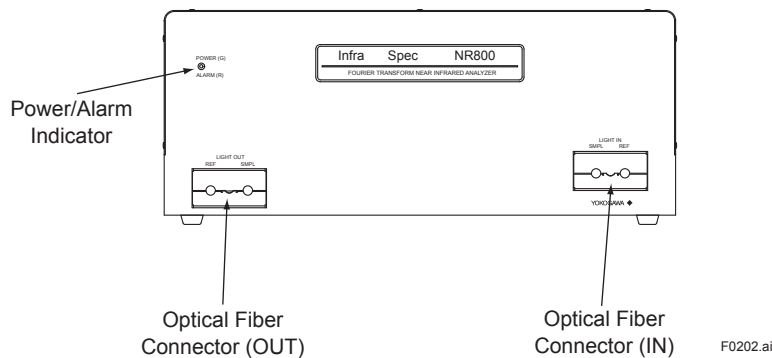 POWER (G)
ALARM (R)
Infra Spec NR800
FOURIER TRANSFORM NEAR INFRARED ANALYZER
Power/Alarm
Indicator
LIGHT OUT
REF SMPL
LIGHT IN
SMPL REF
YOKOGAWA
Optical Fiber
Connector (OUT)
Optical Fiber
Connector (IN)
F0202.ai